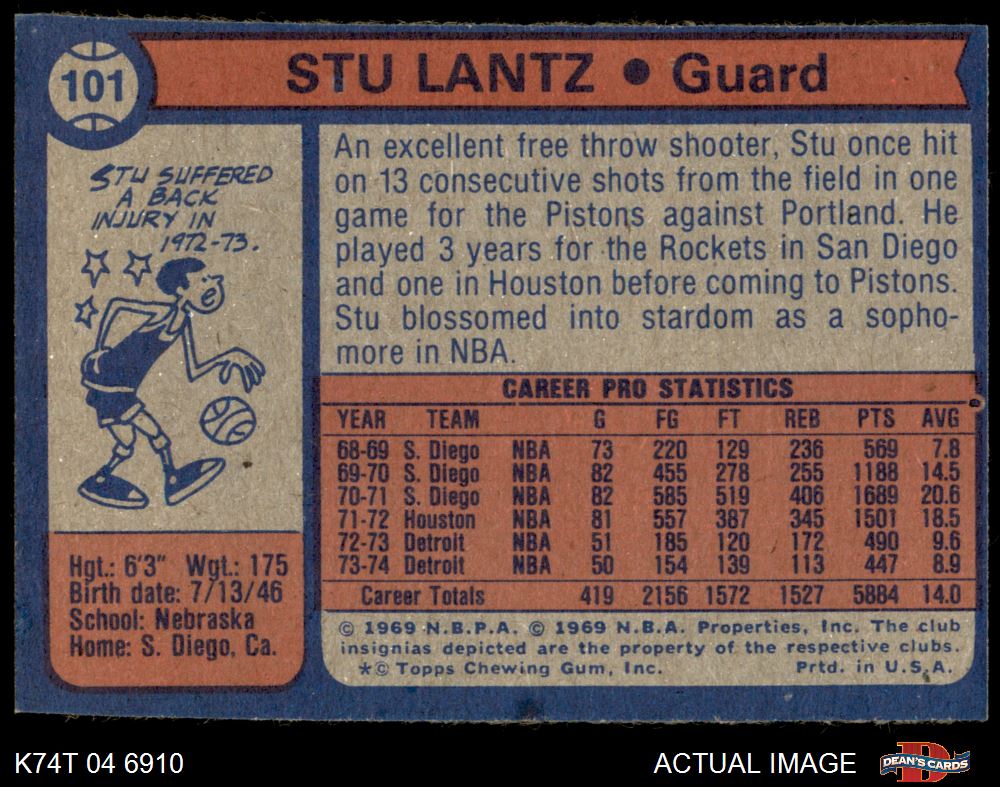 101
STU LANTZ ● Guard
STU SUFFERED
A BACK
INJURY IN
1972-73.
An excellent free throw shooter, Stu once hit
on 13 consecutive shots from the field in one
game for the Pistons against Portland. He
played 3 years for the Rockets in San Diego
and one in Houston before coming to Pistons.
Stu blossomed into stardom as a sopho-
more in NBA.
Hgt.: 6'3" Wgt.: 175
Birth date: 7/13/46
School: Nebraska
Home: S. Diego, Ca.
CAREER PRO STATISTICS
YEAR TEAM G FG FT REB PTS AVG
68-69 S. Diego NBA 73 220 129 236 569 7.8
69-70 S. Diego NBA 82 455 278 255 1188 14.5
70-71 S. Diego NBA 82 585 519 406 1689 20.6
71-72 Houston NBA 81 557 387 345 1501 18.5
72-73 Detroit NBA 51 185 120 172 490 9.6
73-74 Detroit NBA 50 154 139 113 447 8.9
Career Totals 419 2156 1572 1527 5884 14.0
© 1969 N.B.P.A. © 1969 N.B.A. Properties, Inc. The club
insignias depicted are the property of the respective clubs.
*© Topps Chewing Gum, Inc. Prtd. in U.S.A.
K74T 04 6910 ACTUAL IMAGE DEAN'S CARDS